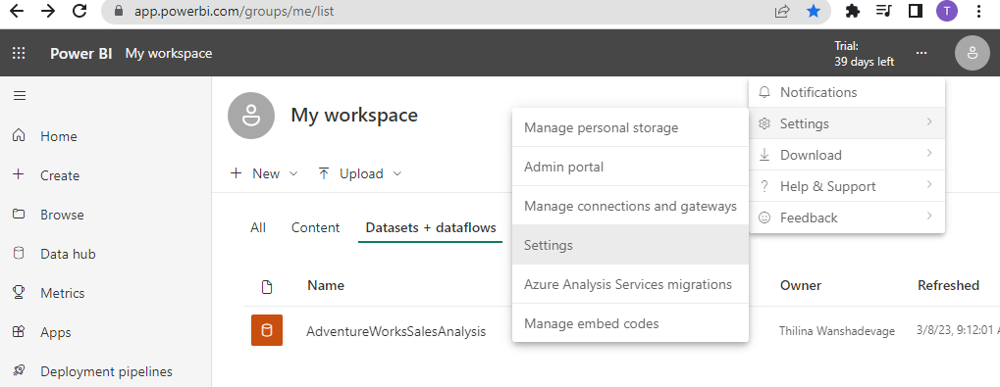 app.powerbi.com/groups/me/list
T
Power BI My workspace
Trial:
39 days left
...
Home
Create
Browse
Data hub
Metrics
Apps
Deployment pipelines
My workspace
New
Upload
All
Content
Datasets + dataflows
Name
Owner
Refreshed
AdventureWorksSalesAnalysis
Thilina Wanshadevage
3/8/23, 9:12:01
Manage personal storage
Admin portal
Manage connections and gateways
Settings
Azure Analysis Services migrations
Manage embed codes
Notifications
Settings
Download
Help & Support
Feedback